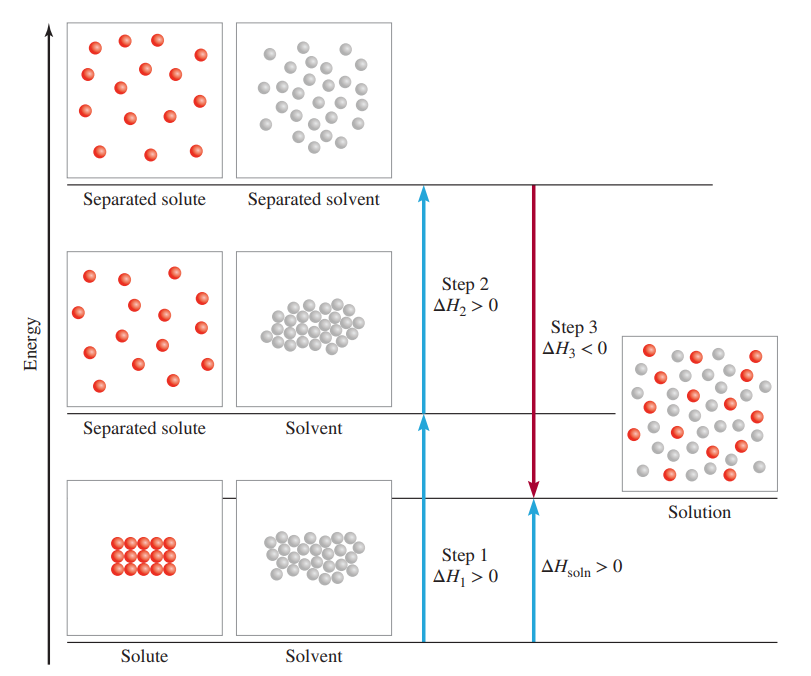 Energy
Separated solute
Separated solvent
Step 2
ΔH₂ > 0
Step 3
ΔH₃ < 0
Separated solute
Solvent
Solution
Step 1
ΔH₁ > 0
ΔHsoln > 0
Solute
Solvent